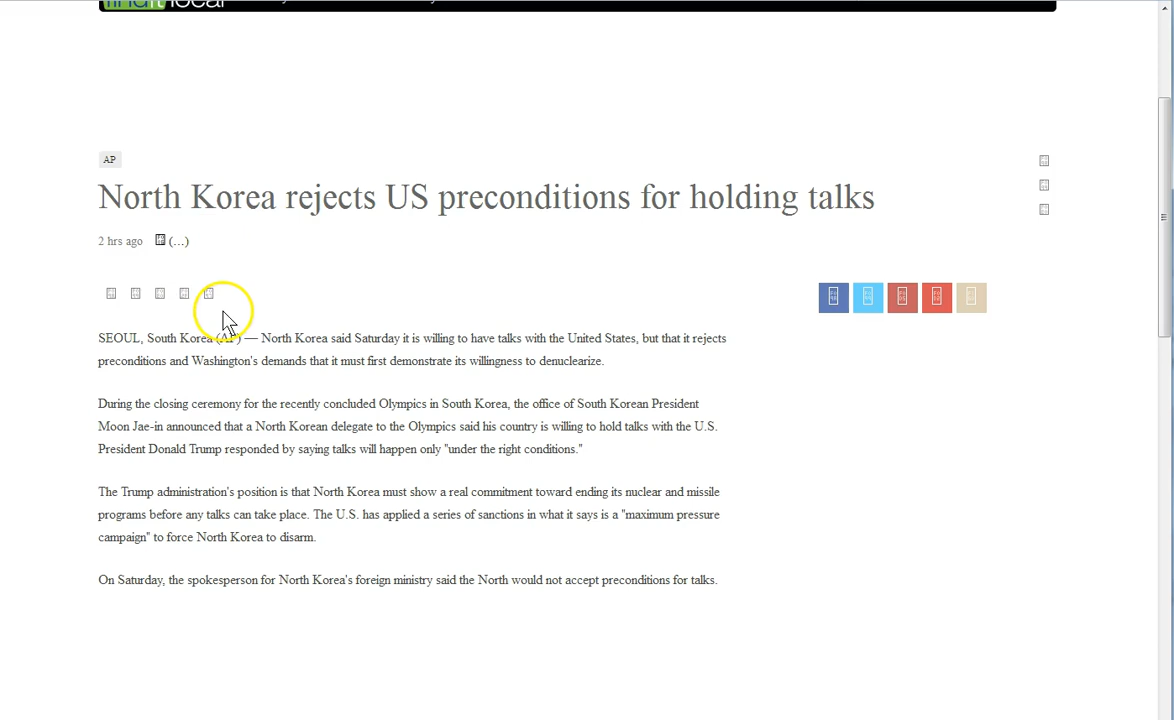 AP
North Korea rejects US preconditions for holding talks
2 hrs ago (...)
SEOUL, South Korea (AP) — North Korea said Saturday it is willing to have talks with the United States, but that it rejects
preconditions and Washington's demands that it must first demonstrate its willingness to denuclearize.
During the closing ceremony for the recently concluded Olympics in South Korea, the office of South Korean President
Moon Jae-in announced that a North Korean delegate to the Olympics said his country is willing to hold talks with the U.S.
President Donald Trump responded by saying talks will happen only "under the right conditions."
The Trump administration's position is that North Korea must show a real commitment toward ending its nuclear and missile
programs before any talks can take place. The U.S. has applied a series of sanctions in what it says is a "maximum pressure
campaign" to force North Korea to disarm.
On Saturday, the spokesperson for North Korea's foreign ministry said the North would not accept preconditions for talks.